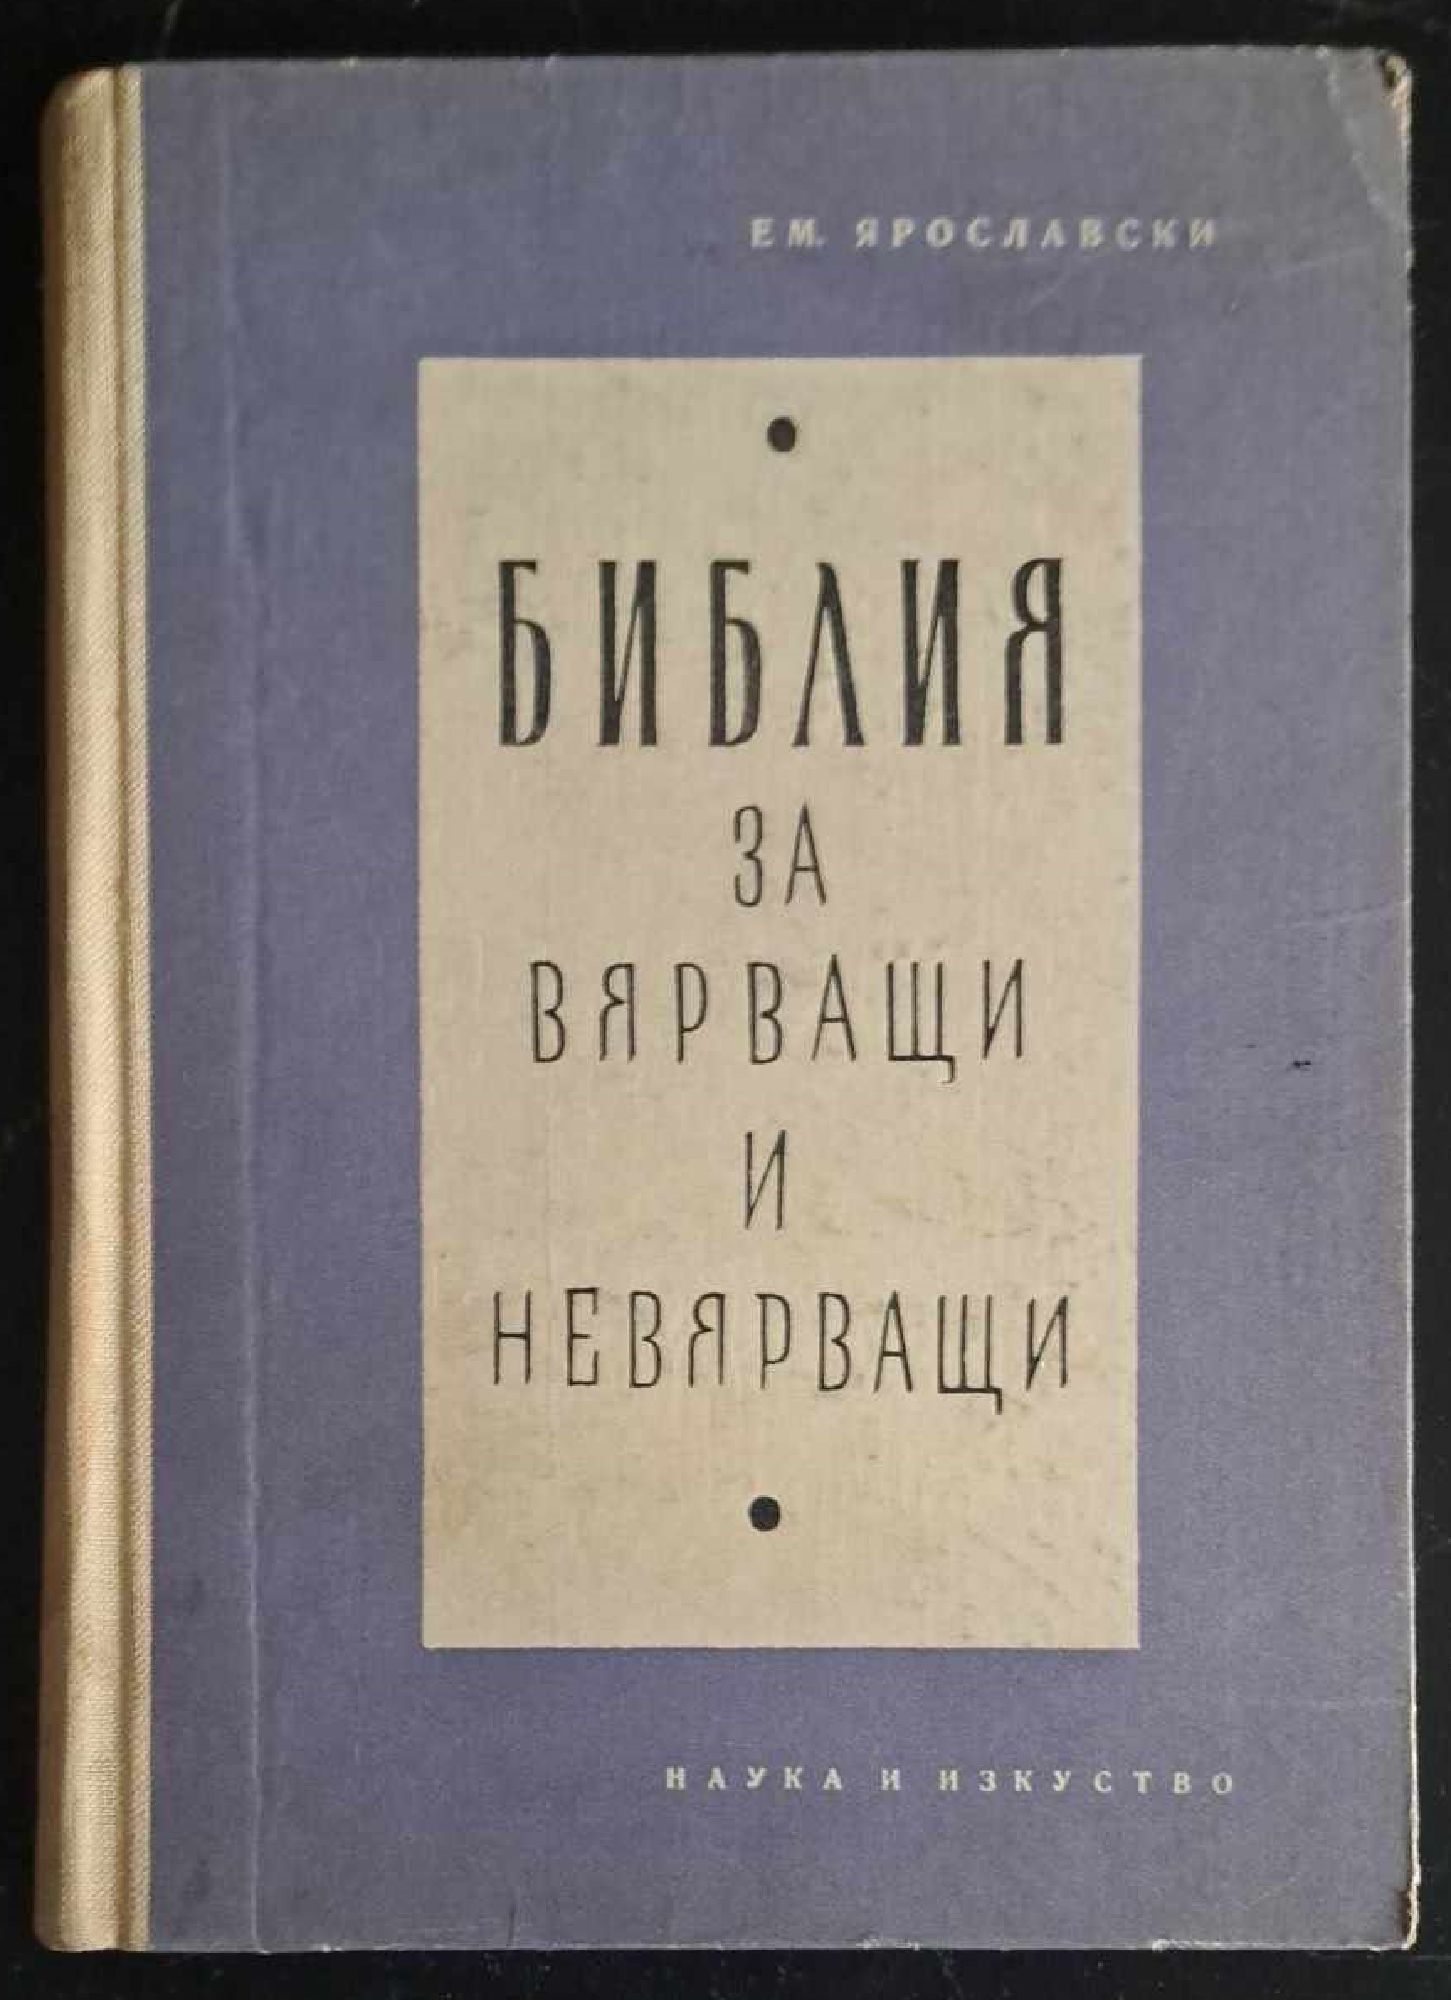 ЕМ. ЯРОСЛАВСКИ
БИБЛИЯ
ЗА
ВЯРВАЩИ
И
НЕВЯРВАЩИ
НАУКА И ИЗКУСТВО